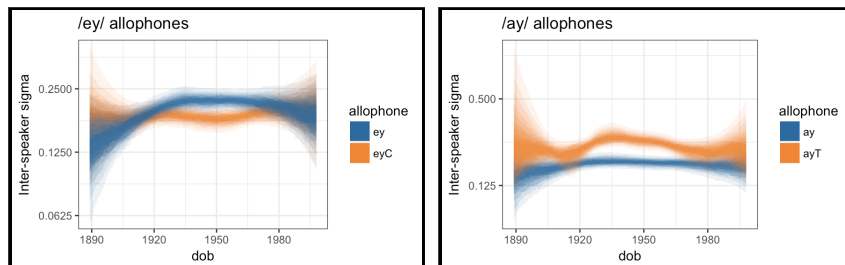 /ey/ allophones
Inter-speaker sigma
0.2500
0.1250
0.0625
1890 1920 1950 1980
dob
allophone
ey
eyC
/ay/ allophones
Inter-speaker sigma
0.500
0.125
1890 1920 1950 1980
dob
allophone
ay
ayT